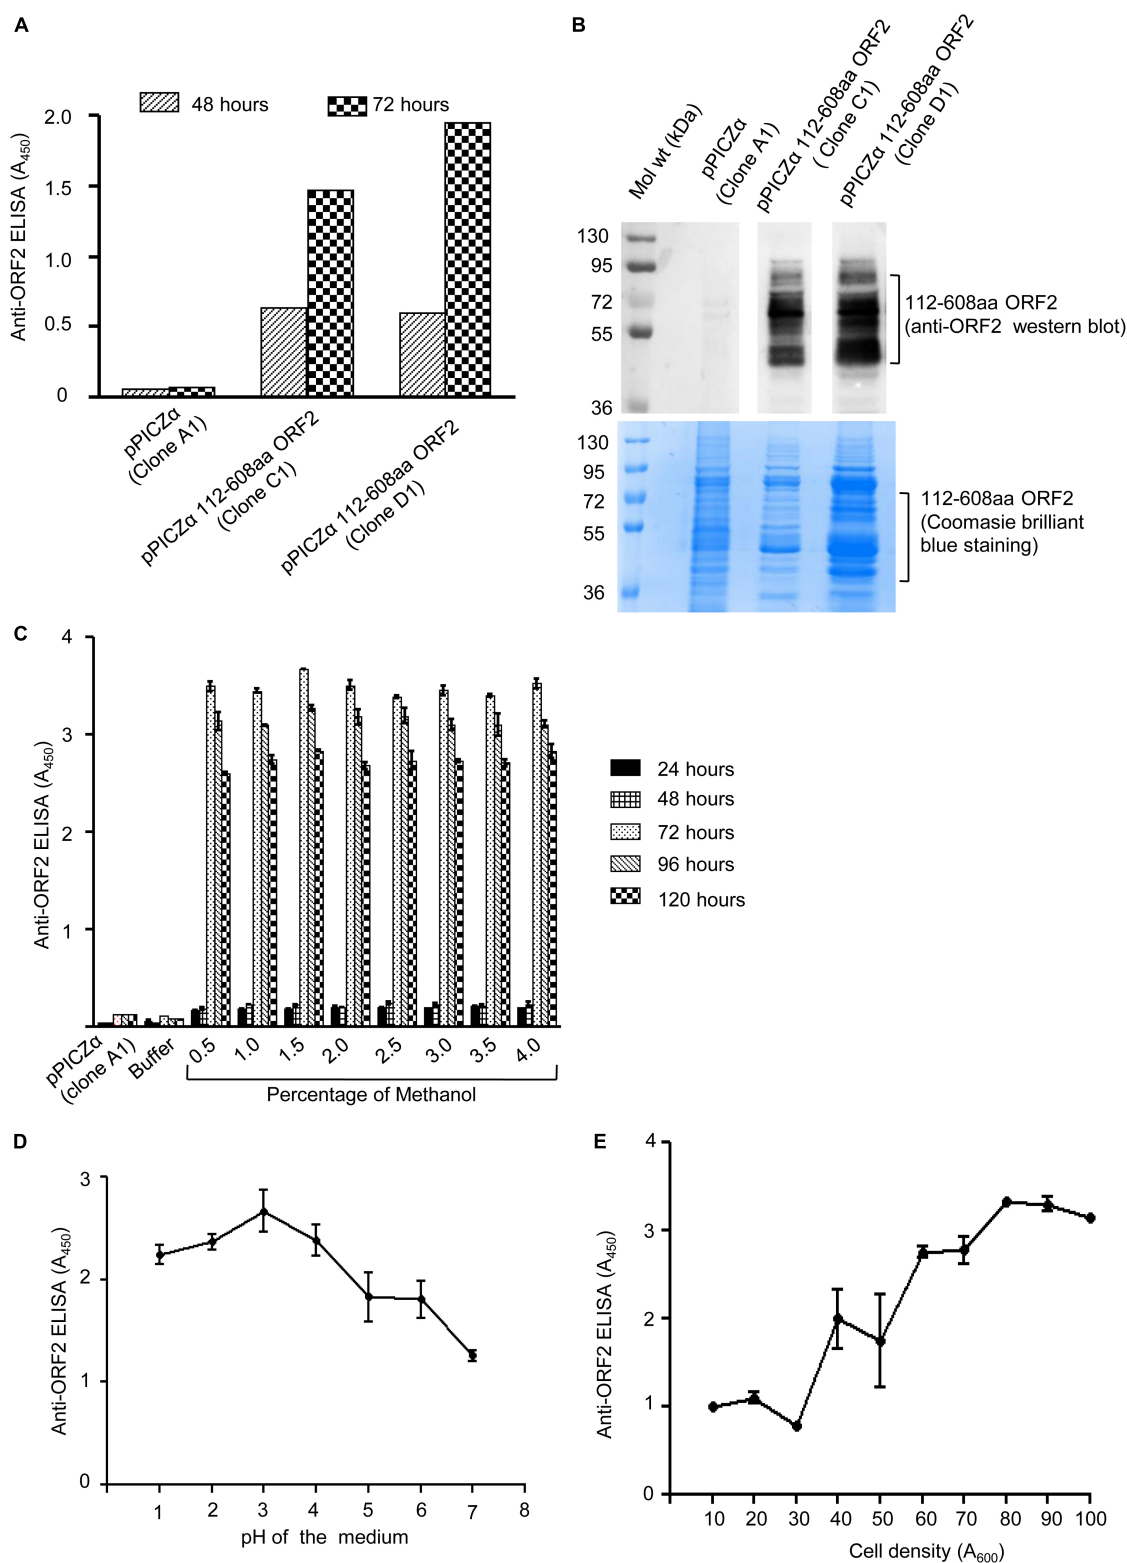 A
48 hours
72 hours
Anti-ORF2 ELISA (A450)
2.0
1.5
1.0
0.5
0
pPICZα
(Clone A1)
pPICZα 112-608aa ORF2
(Clone C1)
pPICZα 112-608aa ORF2
(Clone D1)
B
Mol wt (kDa)
pPICZα
(Clone A1)
pPICZα 112-608aa ORF2
( Clone C1)
pPICZα 112-608aa ORF2
(Clone D1)
130
95
72
55
36
112-608aa ORF2
(anti-ORF2 western blot)
130
95
72
55
36
112-608aa ORF2
(Coomasie brilliant
blue staining)
C
Anti-ORF2 ELISA (A450)
4
3
2
1
pPICZα
(clone A1)
Buffer
0.5
1.0
1.5
2.0
2.5
3.0
3.5
4.0
Percentage of Methanol
24 hours
48 hours
72 hours
96 hours
120 hours
D
Anti-ORF2 ELISA (A450)
3
2
1
0
1 2 3 4 5 6 7 8
pH of the medium
E
Anti-ORF2 ELISA (A450)
4
3
2
1
0
10 20 30 40 50 60 70 80 90 100
Cell density (A600)